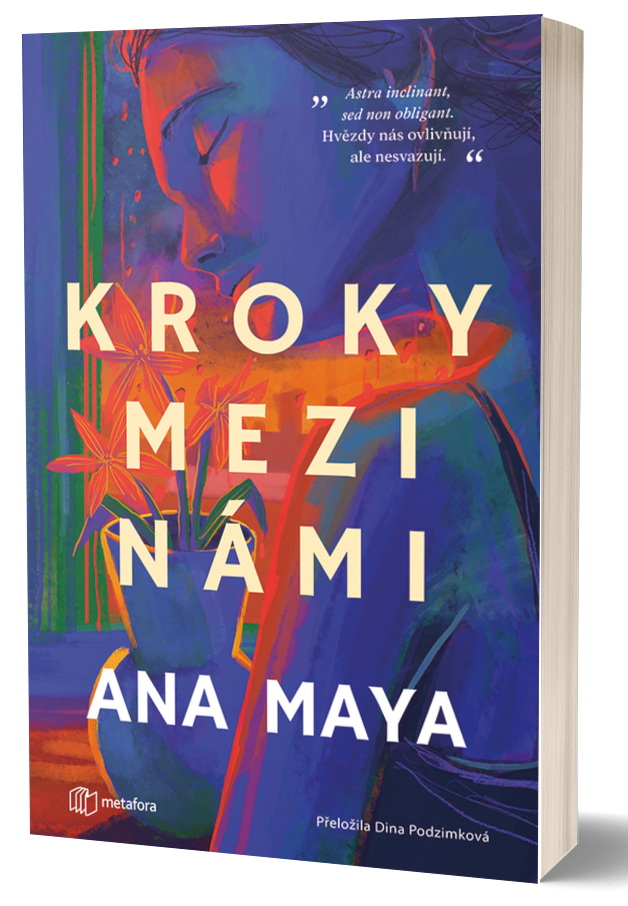 „ Astra inclinant,
sed non obligant.
Hvězdy nás ovlivňují,
ale nesvazují. “
KROKY
MEZI
NÁMI
ANA MAYA
metafora
Přeložila Dina Podzimková